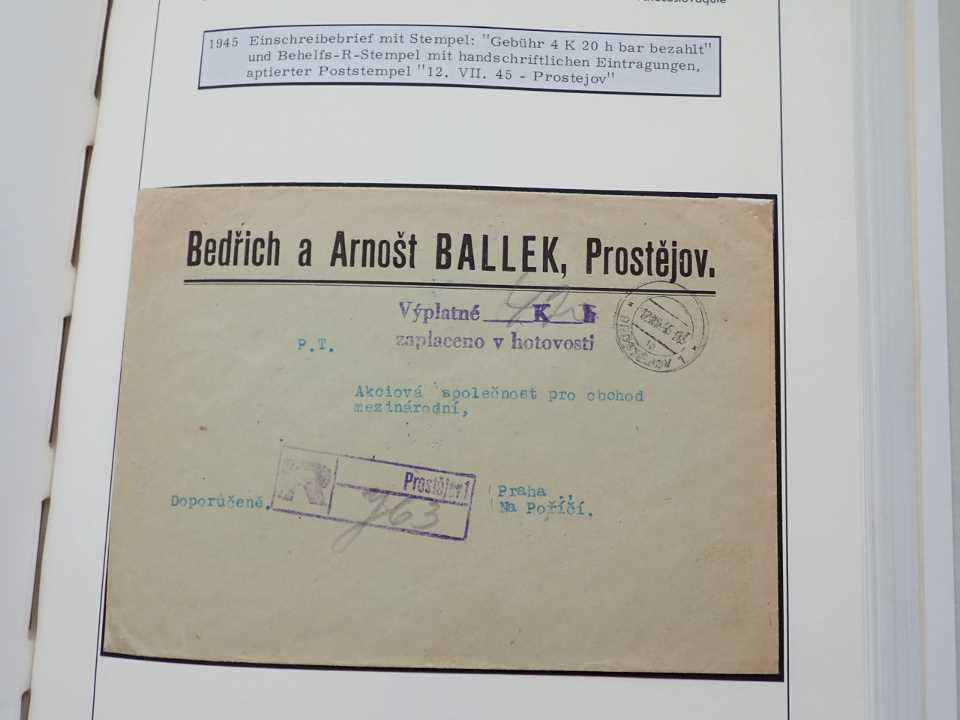 1945 Einschreibebrief mit Stempel: "Gebühr 4 K 20 h bar bezahlt"
und Behelfs-R-Stempel mit handschriftlichen Eintragungen,
aptierter Poststempel "12. VII. 45 - Prostejov"
Bedřich a Arnošt BALLEK, Prostějov.
Výplatné 4 K 20 h
zaplaceno v hotovosti
P.T.
Akciová společnost pro obchod
mezinárodní,
R Prostějov 1
Doporučeně.
Praha
Na Poříčí.